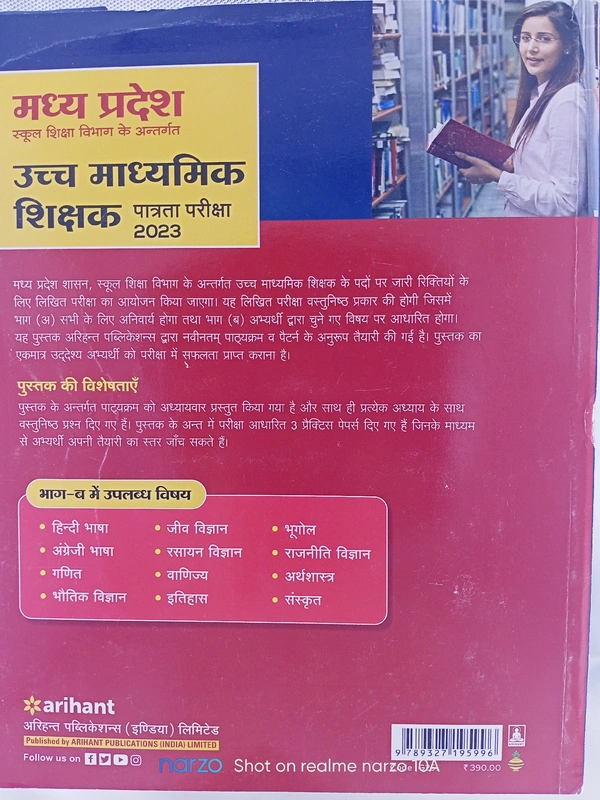 मध्य प्रदेश
स्कूल शिक्षा विभाग के अन्तर्गत
उच्च माध्यमिक
शिक्षक पात्रता परीक्षा
2023
मध्य प्रदेश शासन, स्कूल शिक्षा विभाग के अन्तर्गत उच्च माध्यमिक शिक्षक के पदों पर जारी रिक्तियों के
लिए लिखित परीक्षा का आयोजन किया जाएगा। यह लिखित परीक्षा वस्तुनिष्ठ प्रकार की होगी जिसमें
भाग (अ) सभी के लिए अनिवार्य होगा तथा भाग (ब) अभ्यर्थी द्वारा चुने गए विषय पर आधारित होगा।
यह पुस्तक अरिहन्त पब्लिकेशन्स द्वारा नवीनतम् पाठ्यक्रम व पैटर्न के अनुरूप तैयारी की गई है। पुस्तक का
एकमात्र उद्देश्य अभ्यर्थी को परीक्षा में सफलता प्राप्त कराना है।
पुस्तक की विशेषताएँ
पुस्तक के अन्तर्गत पाठ्यक्रम को अध्यायवार प्रस्तुत किया गया है और साथ ही प्रत्येक अध्याय के साथ
वस्तुनिष्ठ प्रश्न दिए गए हैं। पुस्तक के अन्त में परीक्षा आधारित 3 प्रैक्टिस पेपर्स दिए गए हैं जिनके माध्यम
से अभ्यर्थी अपनी तैयारी का स्तर जाँच सकते हैं।
भाग-ब में उपलब्ध विषय
• हिन्दी भाषा • जीव विज्ञान • भूगोल
• अंग्रेजी भाषा • रसायन विज्ञान • राजनीति विज्ञान
• गणित • वाणिज्य • अर्थशास्त्र
• भौतिक विज्ञान • इतिहास • संस्कृत
arihant
अरिहन्त पब्लिकेशन्स (इण्डिया) लिमिटेड
Published by ARIHANT PUBLICATIONS (INDIA) LIMITED
Follow us on
9 789327 195996
₹390.00
narzo Shot on realme narzo 10A